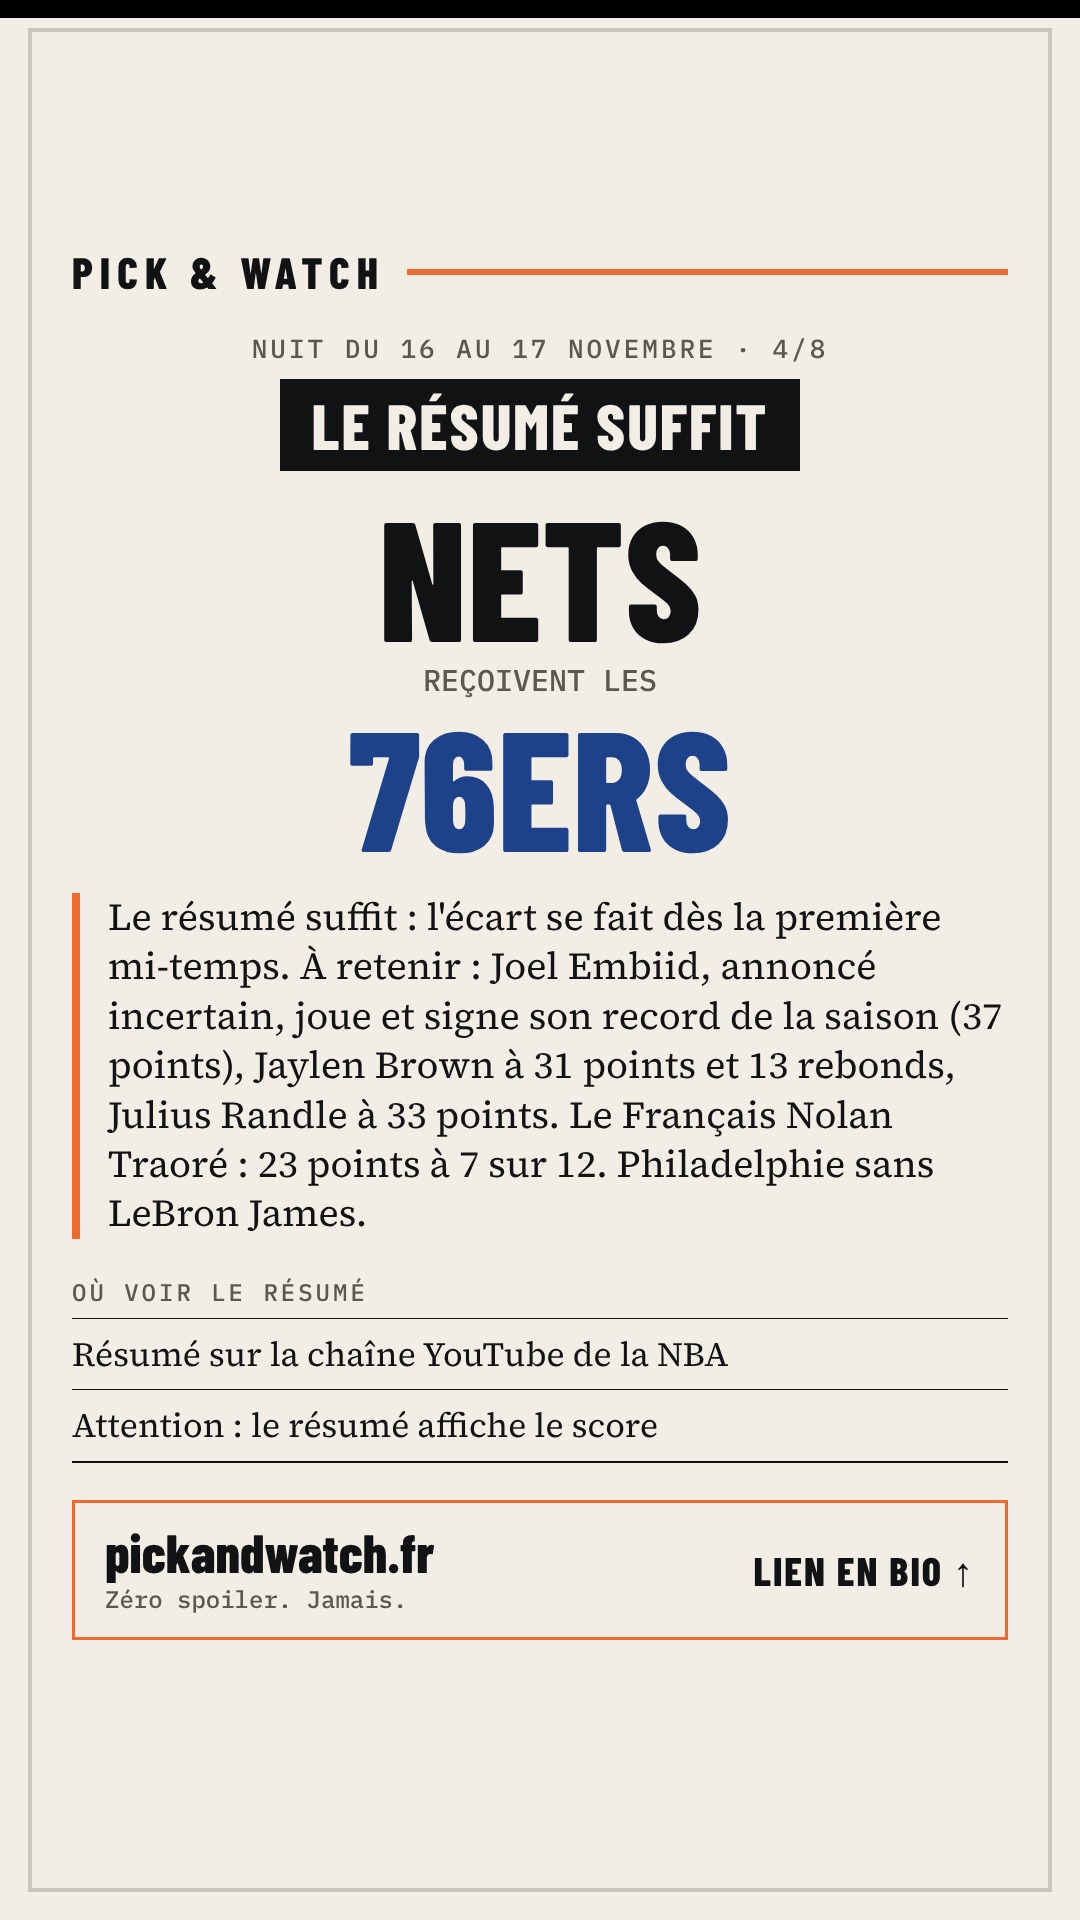 PICK & WATCH
NUIT DU 16 AU 17 NOVEMBRE · 4/8
LE RÉSUMÉ SUFFIT
NETS
REÇOIVENT LES
76ERS
Le résumé suffit : l'écart se fait dès la première
mi-temps. À retenir : Joel Embiid, annoncé
incertain, joue et signe son record de la saison (37
points), Jaylen Brown à 31 points et 13 rebonds,
Julius Randle à 33 points. Le Français Nolan
Traoré : 23 points à 7 sur 12. Philadelphie sans
LeBron James.
OÙ VOIR LE RÉSUMÉ
Résumé sur la chaîne YouTube de la NBA
Attention : le résumé affiche le score
pickandwatch.fr
Zéro spoiler. Jamais.
LIEN EN BIO ↑